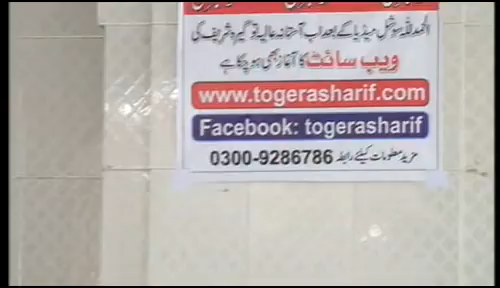 الحمدللہ سوشل میڈیا کے بعد اب آستانہ عالیہ توگیرہ شریف کی
ویب سائٹ کا آغاز بھی ہو چکا ہے
www.togerasharif.com
Facebook: togerasharif
مزید معلومات کیلئے رابطہ 0300-9286786